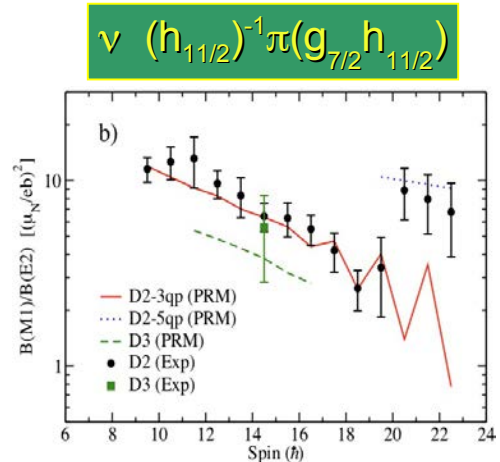 ν (h11/2)-1π(g7/2h11/2)
b)
B(M1)/B(E2) [(μN/eb)2]
10
1
D2-3qp (PRM)
D2-5qp (PRM)
D3 (PRM)
D2 (Exp)
D3 (Exp)
6 8 10 12 14 16 18 20 22 24
Spin (ħ)